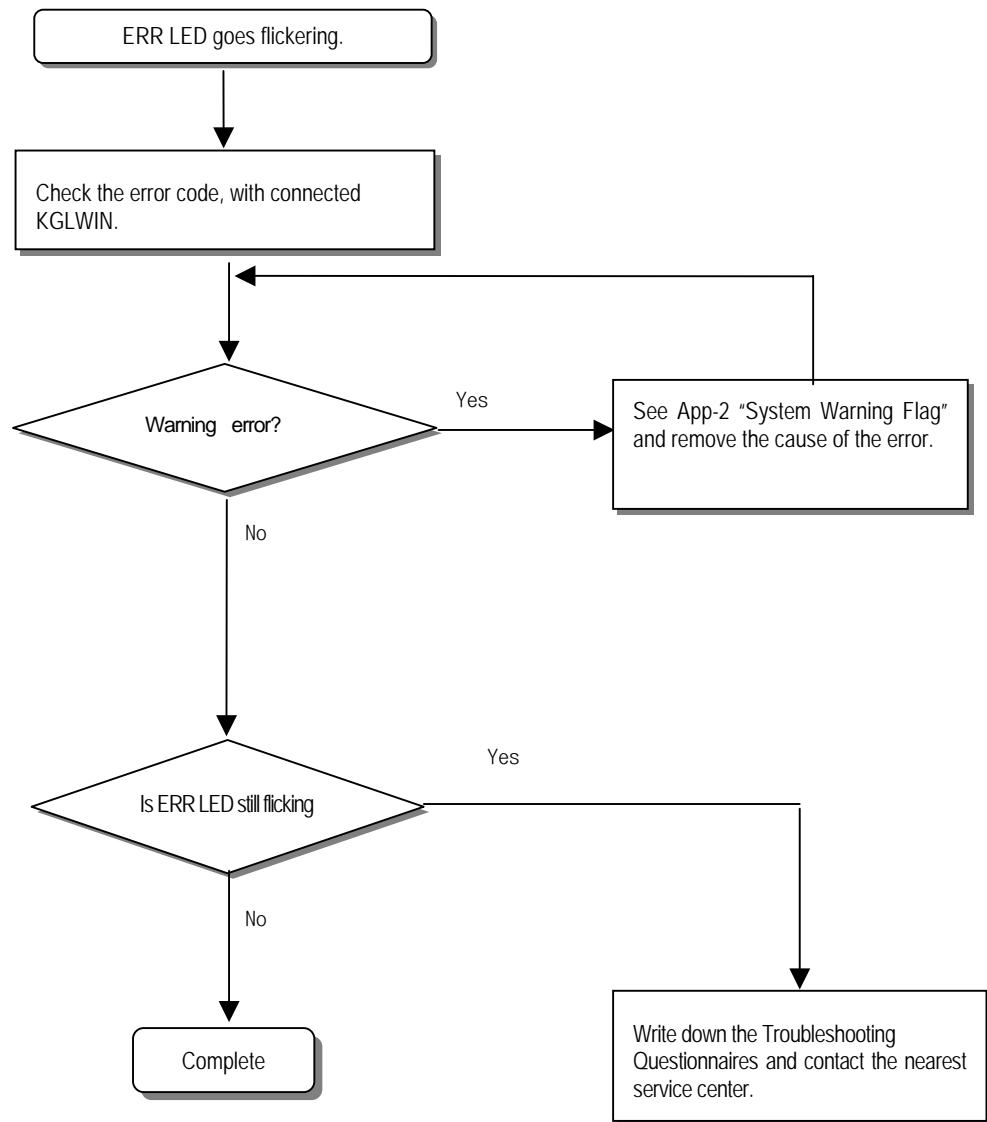 ERR LED goes flickering.
Check the error code, with connected
KGLWIN.
Warning error?
Yes
See App-2 “System Warning Flag”
and remove the cause of the error.
No
Is ERR LED still flicking
Yes
No
Complete
Write down the Troubleshooting
Questionnaires and contact the nearest
service center.